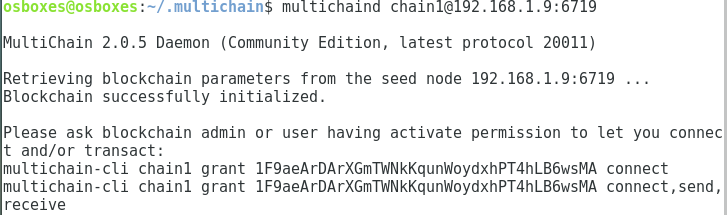 osboxes@osboxes:~/.multichain$ multichaind chain1@192.168.1.9:6719
MultiChain 2.0.5 Daemon (Community Edition, latest protocol 20011)
Retrieving blockchain parameters from the seed node 192.168.1.9:6719 ...
Blockchain successfully initialized.
Please ask blockchain admin or user having activate permission to let you connec
t and/or transact:
multichain-cli chain1 grant 1F9aeArDArXGmTWNkKqunWoydxhPT4hLB6wsMA connect
multichain-cli chain1 grant 1F9aeArDArXGmTWNkKqunWoydxhPT4hLB6wsMA connect,send,
receive